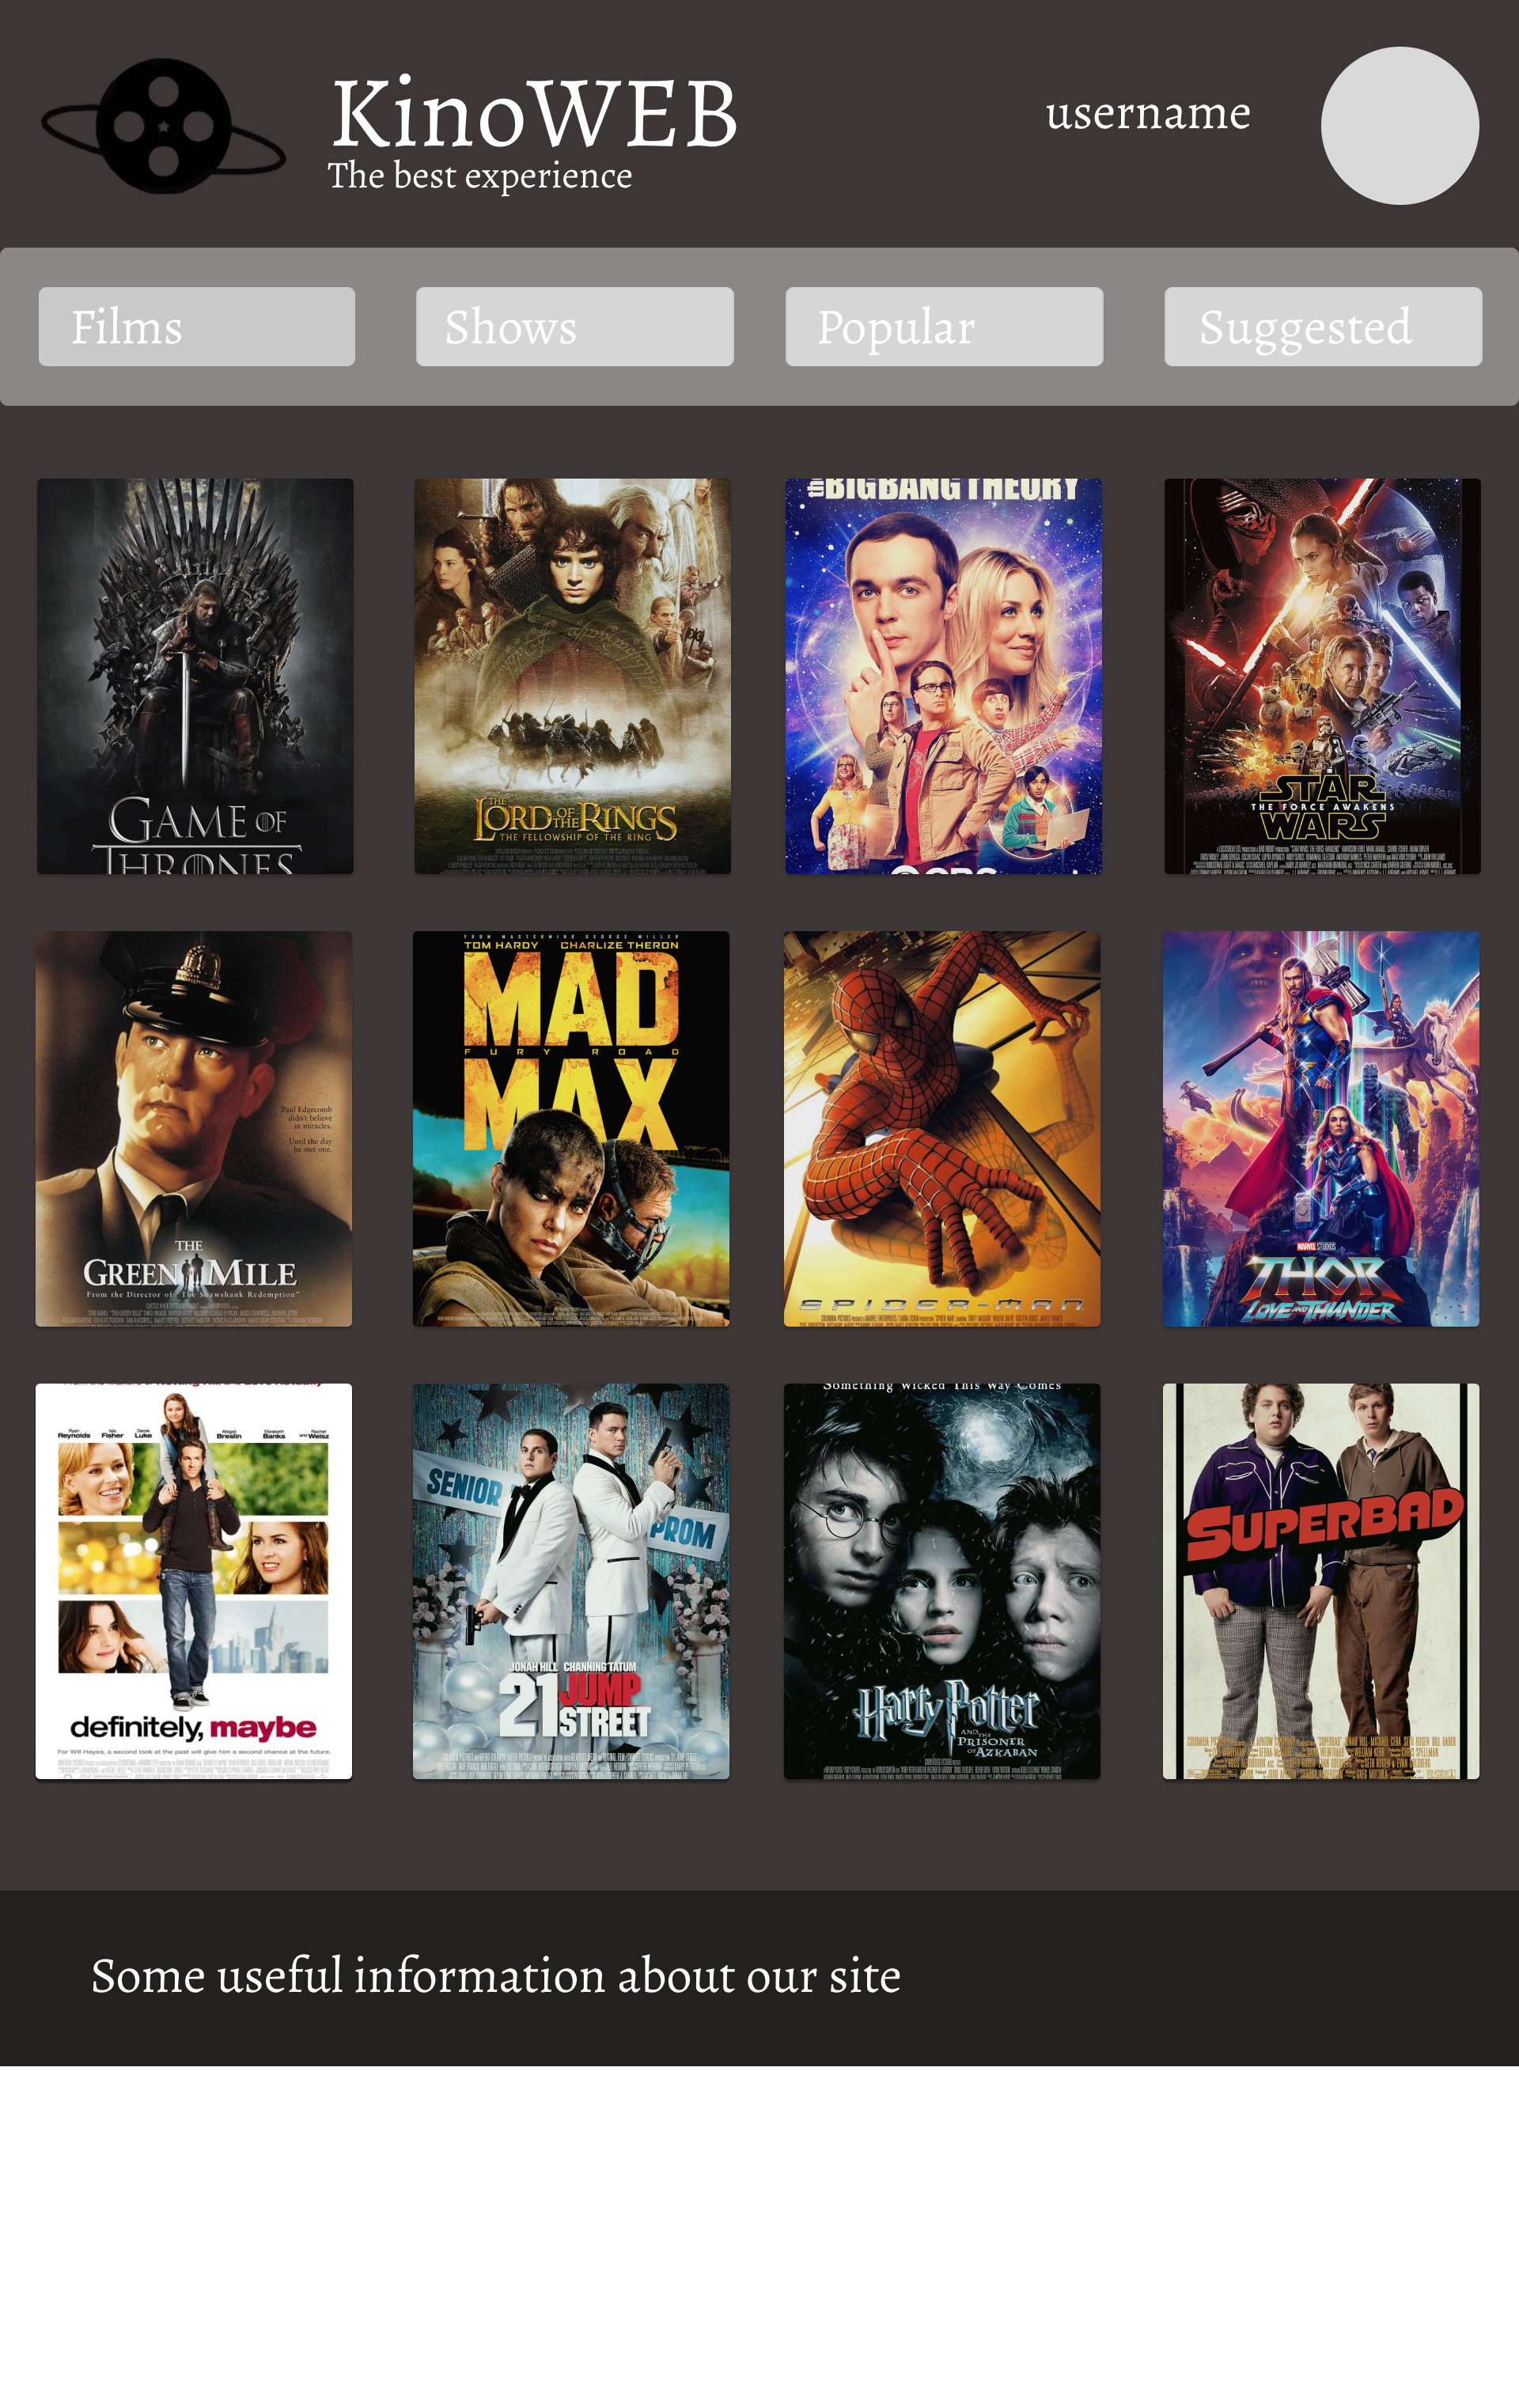 KinoWEB
The best experience
username
Films
Shows
Popular
Suggested
the BIGBANG THEORY
GAME OF
THRONES
THE
LORD OF THE RINGS
THE FELLOWSHIP OF THE RING
CBS
STAR
THE FORCE AWAKENS
WARS
Paul Edgecomb
didn't believe
in miracles.
Until the day
he met one.
THE
GREEN MILE
From the Director of "The Shawshank Redemption"
FROM MASTERMIND GEORGE MILLER
TOM HARDY CHARLIZE THERON
MAD
FURY ROAD
MAX
SPIDER-MAN
MARVEL STUDIOS
THOR
LOVE AND THUNDER
Ryan Reynolds
Isla Fisher
Derek Luke
Abigail Breslin
Elizabeth Banks
and Rachel Weisz
definitely, maybe
For Will Hayes, a second look at the past will give him a second chance at the future.
SENIOR
PROM
JONAH HILL CHANNING TATUM
21 JUMP
STREET
Something Wicked This Way Comes
Harry Potter
AND THE
PRISONER
OF AZKABAN
SUPERBAD
Some useful information about our site